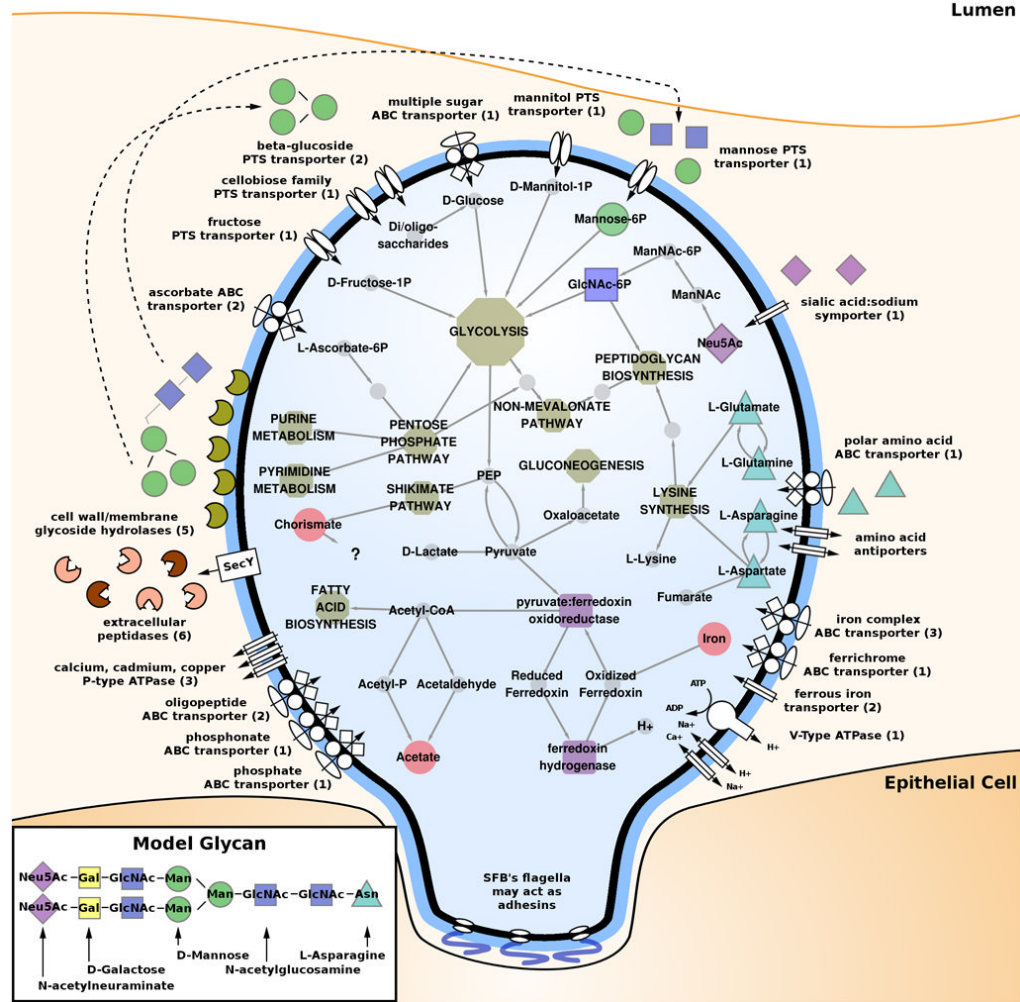 Lumen
multiple sugar
ABC transporter (1)
mannitol PTS
transporter (1)
mannose PTS
transporter (1)
beta-glucoside
PTS transporter (2)
cellobiose family
PTS transporter (1)
fructose
PTS transporter (1)
ascorbate ABC
transporter (2)
D-Glucose
D-Mannitol-1P
Di/oligo-
saccharides
Mannose-6P
ManNAc-6P
D-Fructose-1P
GlcNAc-6P
ManNAc
sialic acid:sodium
symporter (1)
GLYCOLYSIS
Neu5Ac
L-Ascorbate-6P
PEPTIDOGLYCAN
BIOSYNTHESIS
PURINE
METABOLISM
PENTOSE
PHOSPHATE
PATHWAY
NON-MEVALONATE
PATHWAY
L-Glutamate
polar amino acid
ABC transporter (1)
PYRIMIDINE
METABOLISM
SHIKIMATE
PATHWAY
PEP
GLUCONEOGENESIS
L-Glutamine
LYSINE
SYNTHESIS
cell wall/membrane
glycoside hydrolases (5)
Chorismate
Oxaloacetate
L-Asparagine
amino acid
antiporters
?
D-Lactate
Pyruvate
L-Lysine
L-Aspartate
SecY
Fumarate
extracellular
peptidases (6)
FATTY
ACID
BIOSYNTHESIS
Acetyl-CoA
pyruvate:ferredoxin
oxidoreductase
Iron
iron complex
ABC transporter (3)
ferrichrome
ABC transporter (1)
calcium, cadmium, copper
P-type ATPase (3)
Acetyl-P
Acetaldehyde
Reduced
Ferredoxin
Oxidized
Ferredoxin
ferrous iron
transporter (2)
oligopeptide
ABC transporter (2)
ATP
ADP
V-Type ATPase (1)
H+
phosphonate
ABC transporter (1)
H+
Na+
Ca+
H+
Na+
phosphate
ABC transporter (1)
Acetate
ferredoxin
hydrogenase
Epithelial Cell
SFB's flagella
may act as
adhesins
Model Glycan
Neu5Ac Gal GlcNAc Man
Man GlcNAc GlcNAc Asn
Neu5Ac Gal GlcNAc Man
D-Mannose
L-Asparagine
D-Galactose
N-acetylglucosamine
N-acetylneuraminate